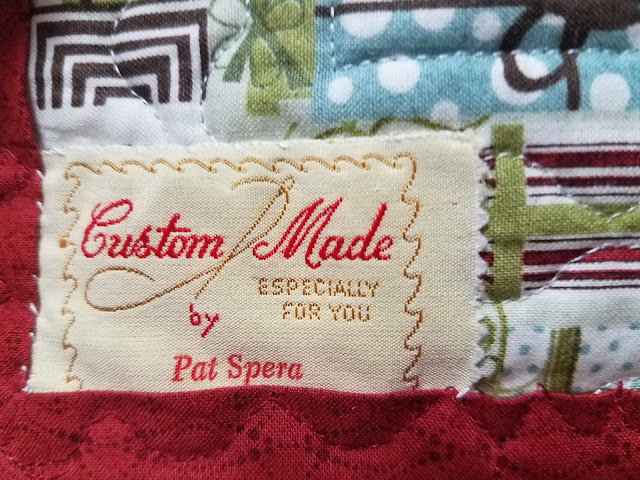 Custom Made
ESPECIALLY
FOR YOU
by
Pat Spera